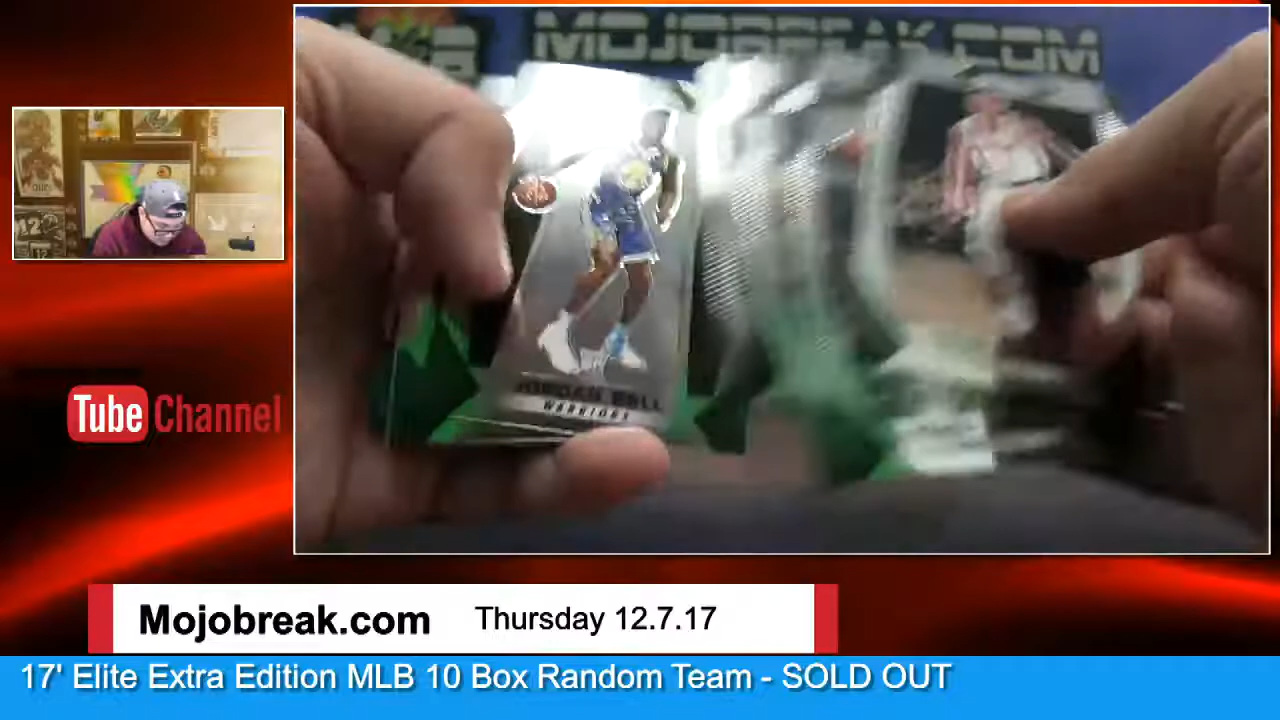 MOJOBREAK.COM
JORDAN BELL
WARRIORS
Tube Channel
Mojobreak.com
Thursday 12.7.17
17' Elite Extra Edition MLB 10 Box Random Team - SOLD OUT